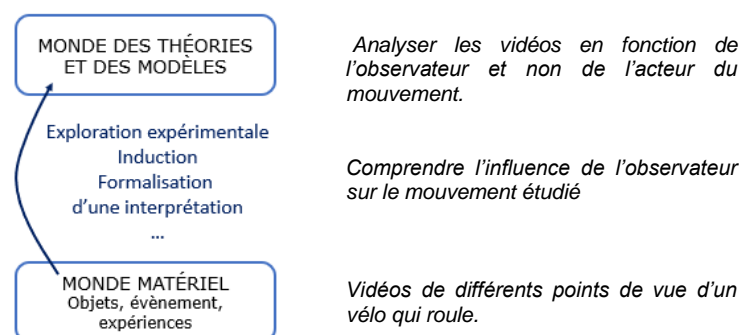 MONDE DES THÉORIES
ET DES MODÈLES
Analyser les vidéos en fonction de
l’observateur et non de l’acteur du
mouvement.
Exploration expérimentale
Induction
Formalisation
d’une interprétation
...
Comprendre l’influence de l’observateur
sur le mouvement étudié
MONDE MATÉRIEL
Objets, évènement,
expériences
Vidéos de différents points de vue d’un
vélo qui roule.